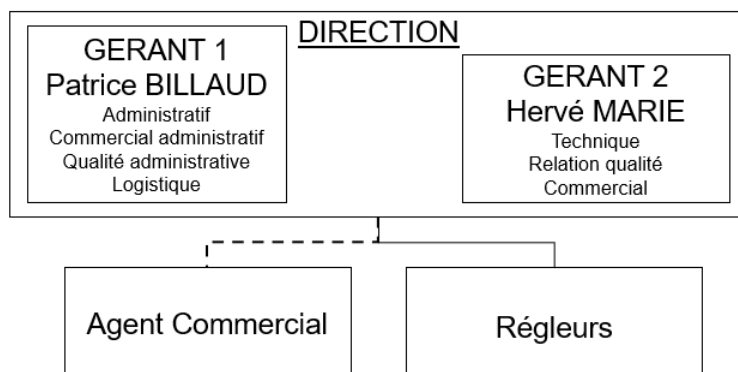 DIRECTION
GERANT 1
Patrice BILLAUD
Administratif
Commercial administratif
Qualité administrative
Logistique
GERANT 2
Hervé MARIE
Technique
Relation qualité
Commercial
Agent Commercial
Régleurs